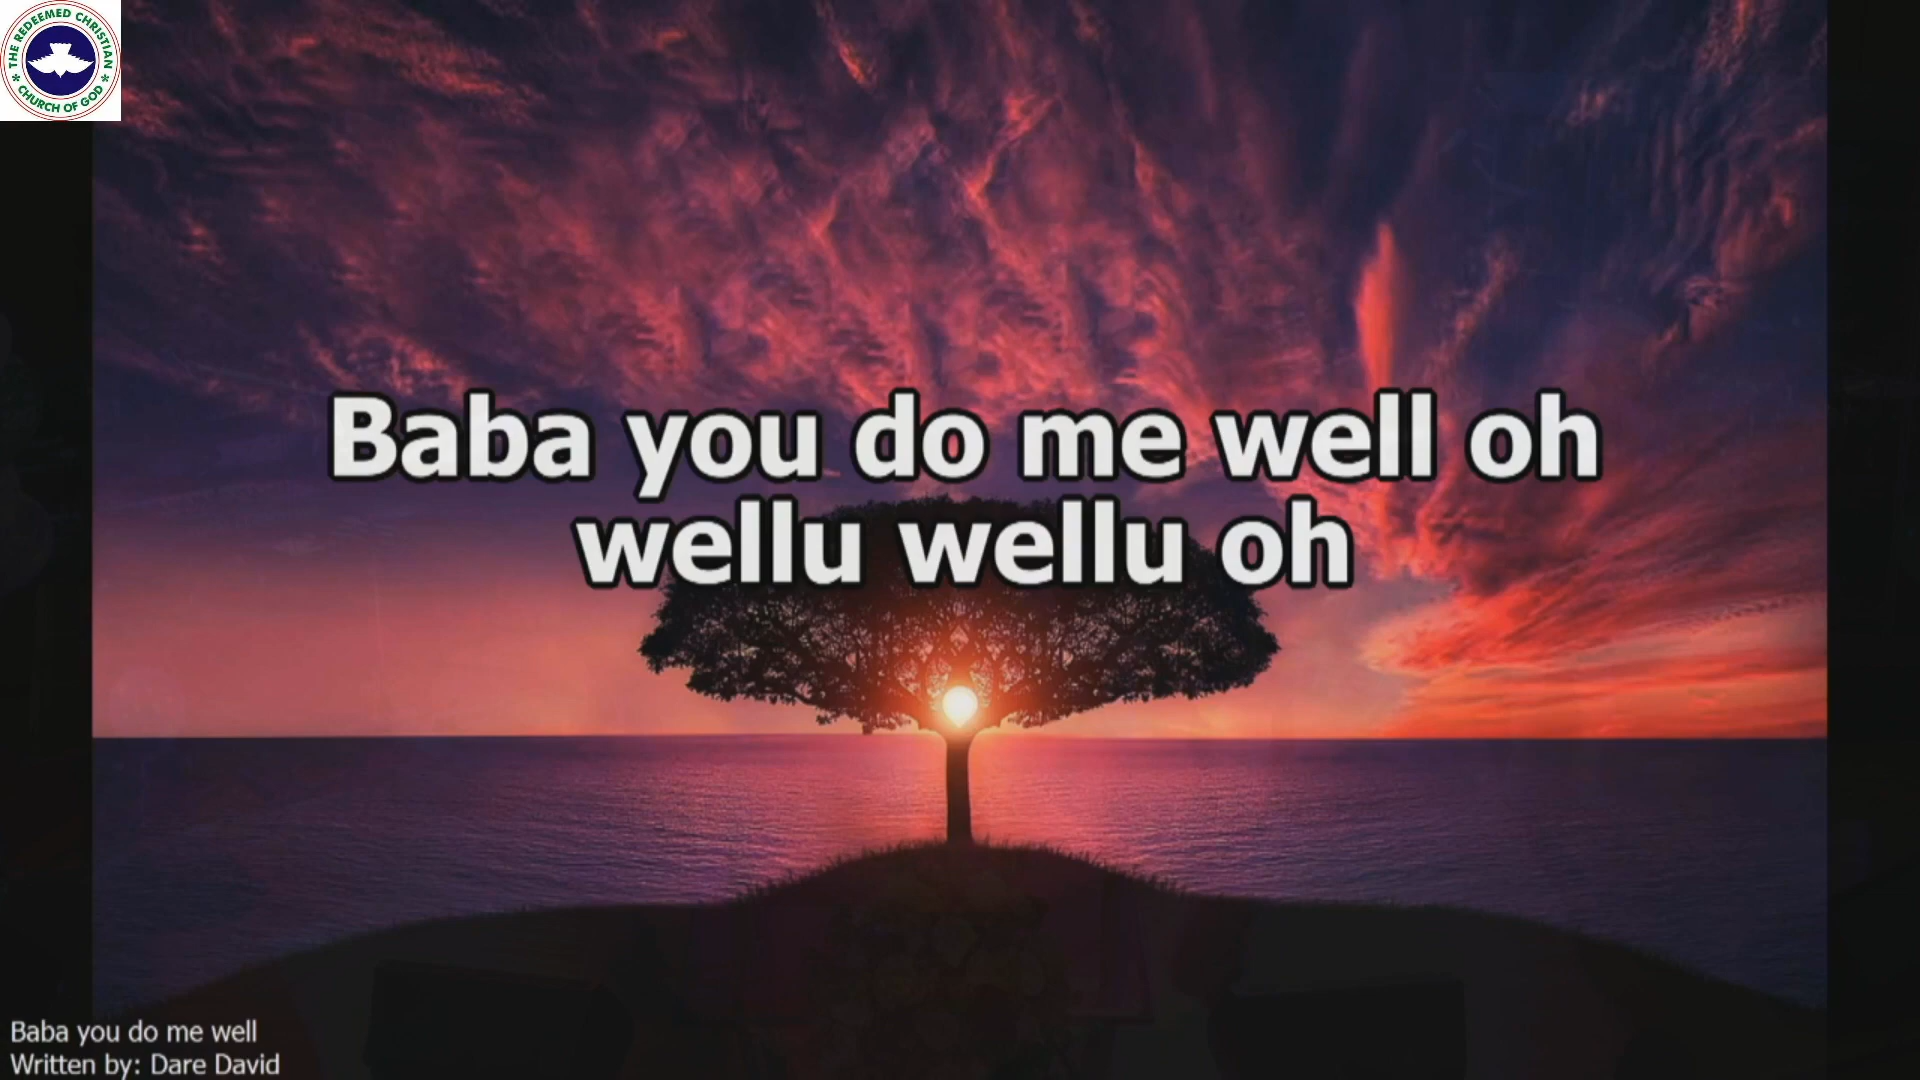 THE REDEEMED CHRISTIAN
CHURCH OF GOD
Baba you do me well oh
wellu wellu oh
Baba you do me well
Written by: Dare David